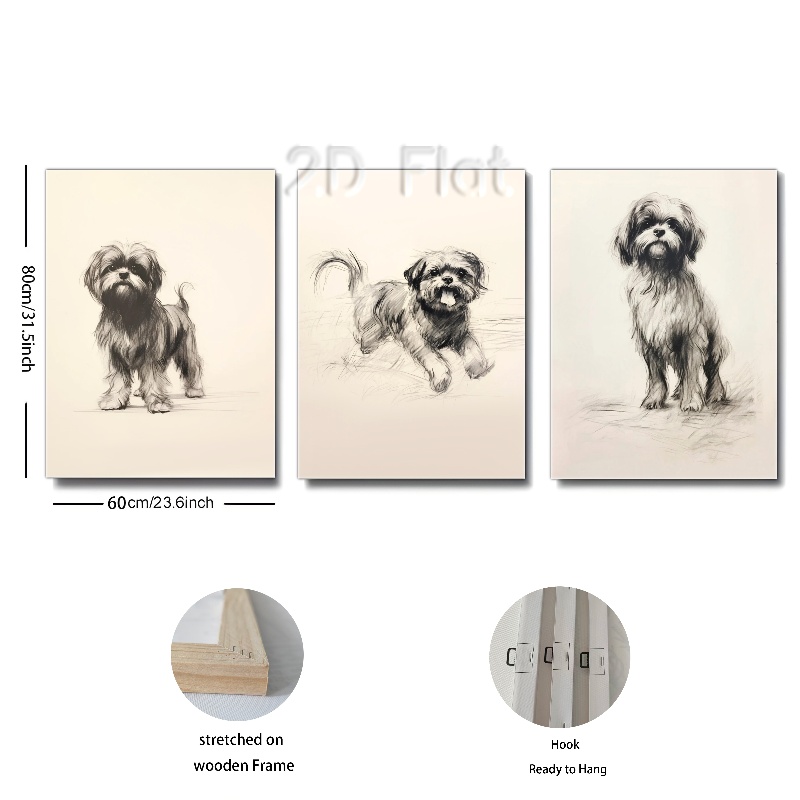 2D Flat
80cm/31.5inch
60cm/23.6inch
stretched on
wooden Frame
Hook
Ready to Hang